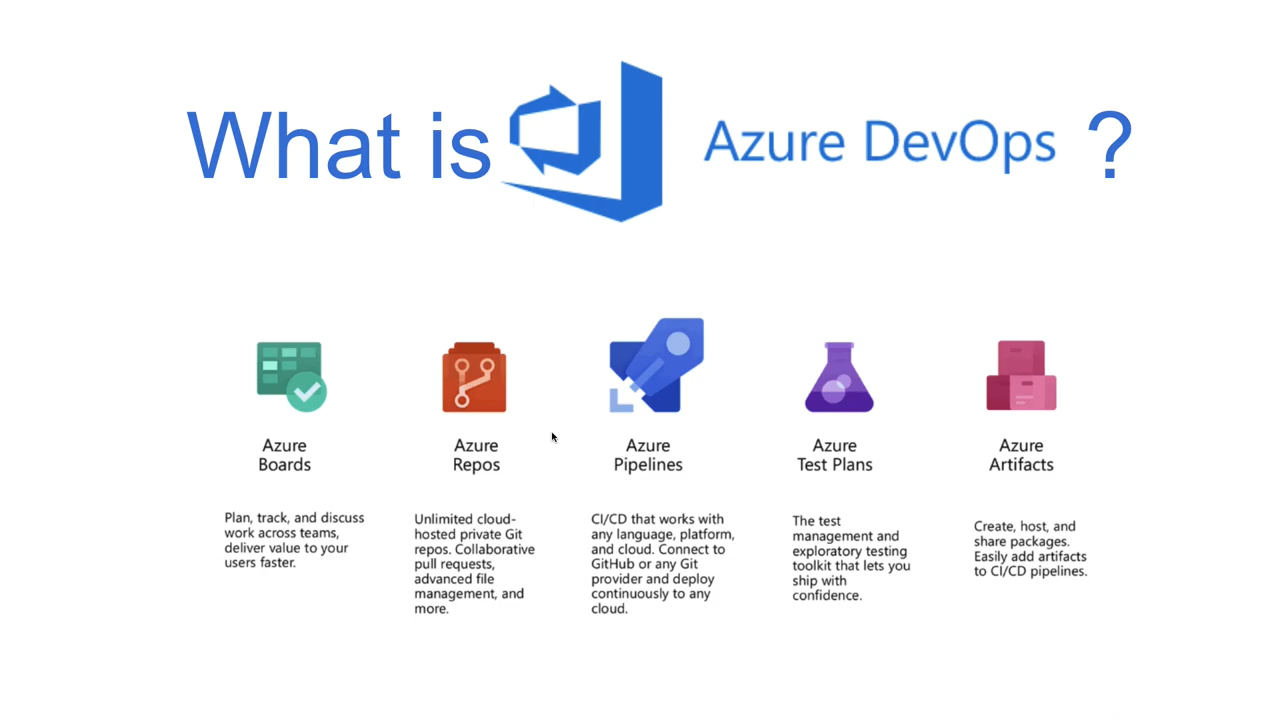 What is Azure DevOps ?
Azure
Boards
Plan, track, and discuss
work across teams,
deliver value to your
users faster.
Azure
Repos
Unlimited cloud-
hosted private Git
repos. Collaborative
pull requests,
advanced file
management, and
more.
Azure
Pipelines
CI/CD that works with
any language, platform,
and cloud. Connect to
GitHub or any Git
provider and deploy
continuously to any
cloud.
Azure
Test Plans
The test
management and
exploratory testing
toolkit that lets you
ship with
confidence.
Azure
Artifacts
Create, host, and
share packages.
Easily add artifacts
to CI/CD pipelines.